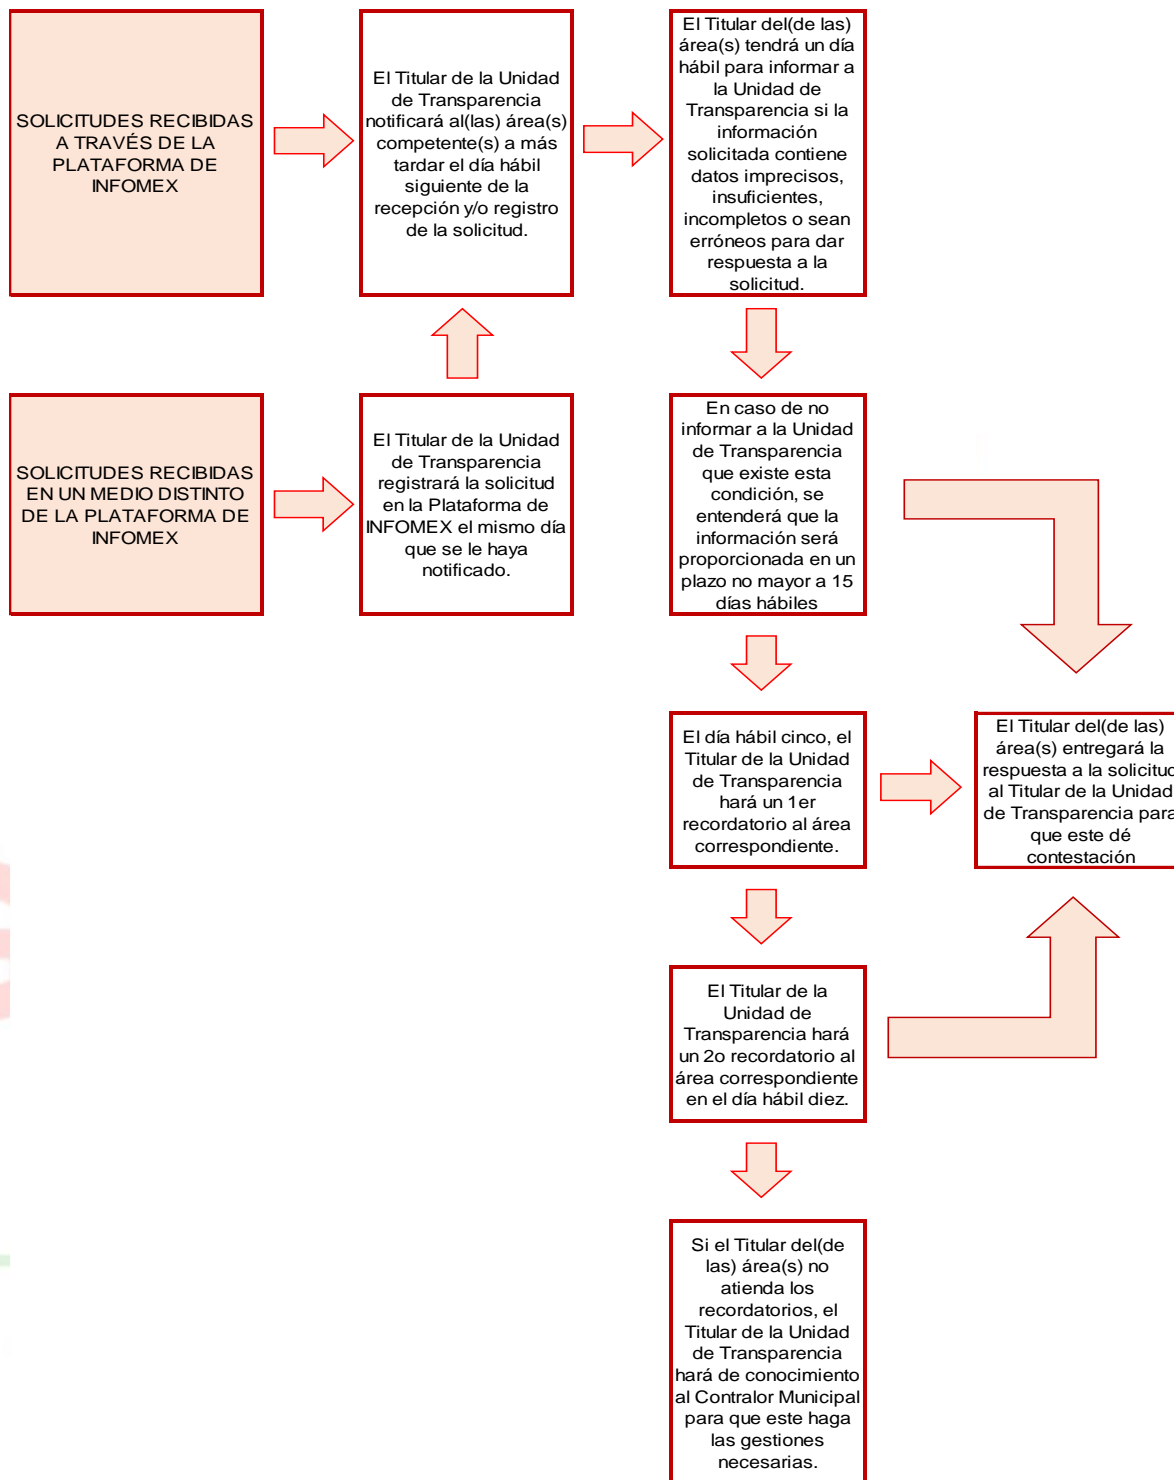 SOLICITUDES RECIBIDAS
A TRAVÉS DE LA
PLATAFORMA DE
INFOMEX
El Titular de la Unidad
de Transparencia
notificará al(las) área(s)
competente(s) a más
tardar el día hábil
siguiente de la
recepción y/o registro
de la solicitud.
El Titular del(de las)
área(s) tendrá un día
hábil para informar a
la Unidad de
Transparencia si la
información
solicitada contiene
datos imprecisos,
insuficientes,
incompletos o sean
erróneos para dar
respuesta a la
solicitud.
SOLICITUDES RECIBIDAS
EN UN MEDIO DISTINTO
DE LA PLATAFORMA DE
INFOMEX
El Titular de la Unidad
de Transparencia
registrará la solicitud
en la Plataforma de
INFOMEX el mismo día
que se le haya
notificado.
En caso de no
informar a la Unidad
de Transparencia
que existe esta
condición, se
entenderá que la
información será
proporcionada en un
plazo no mayor a 15
días hábiles
El día hábil cinco, el
Titular de la Unidad
de Transparencia
hará un 1er
recordatorio al área
correspondiente.
El Titular del(de las)
área(s) entregará la
respuesta a la solicitud
al Titular de la Unidad
de Transparencia para
que este dé
contestación
El Titular de la
Unidad de
Transparencia hará
un 2o recordatorio al
área correspondiente
en el día hábil diez.
Si el Titular del(de
las) área(s) no
atienda los
recordatorios, el
Titular de la Unidad
de Transparencia
hará de conocimiento
al Contralor Municipal
para que este haga
las gestiones
necesarias.